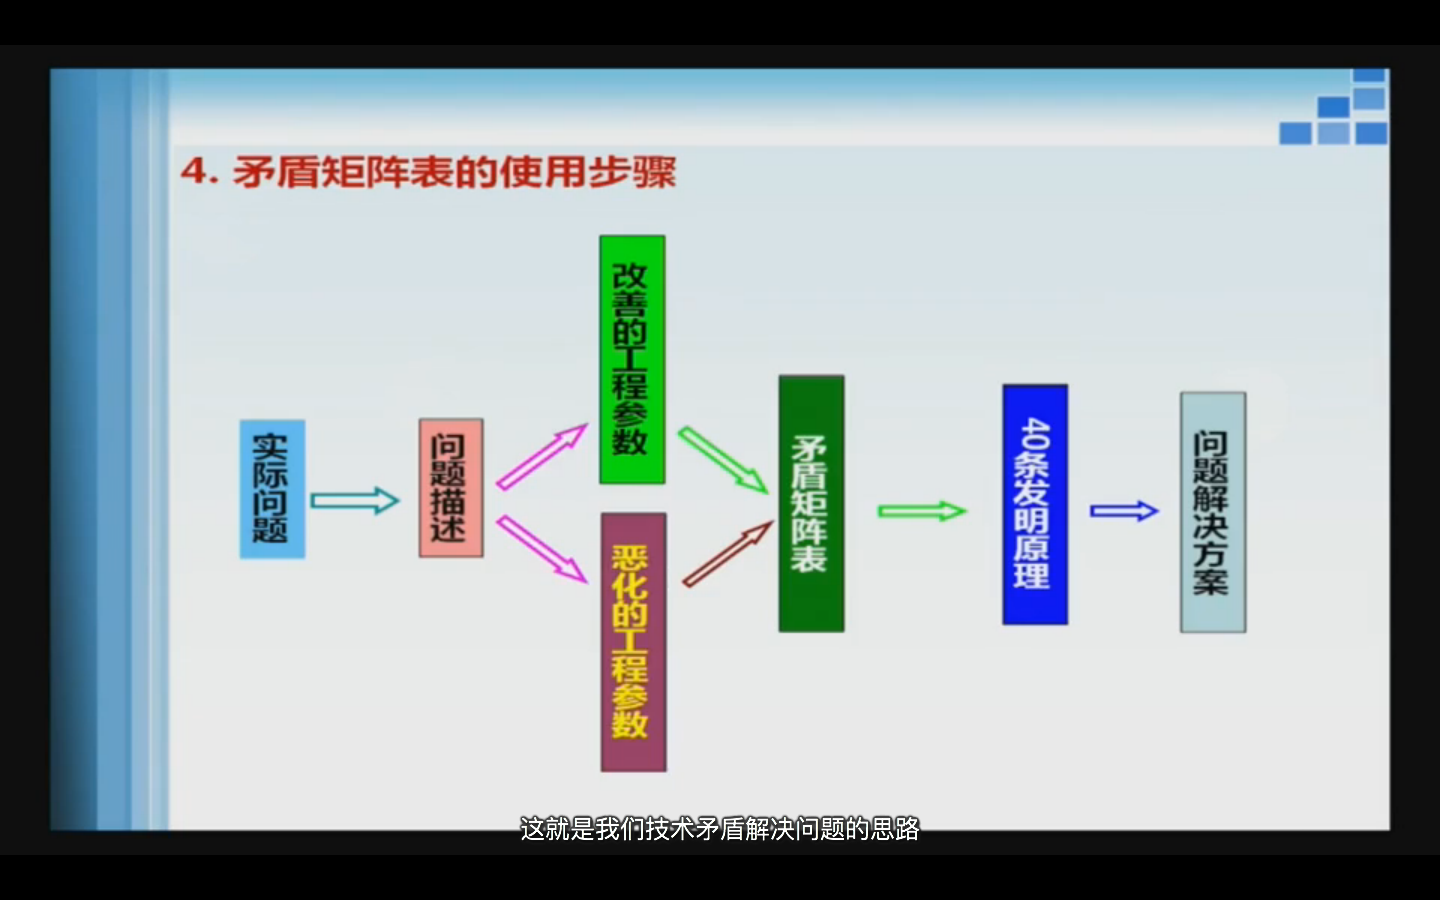 4. 矛盾矩阵表的使用步骤
实际问题
问题描述
改善的工程参数
恶化的工程参数
矛盾矩阵表
40条发明原理
问题解决方案
这就是我们技术矛盾解决问题的思路